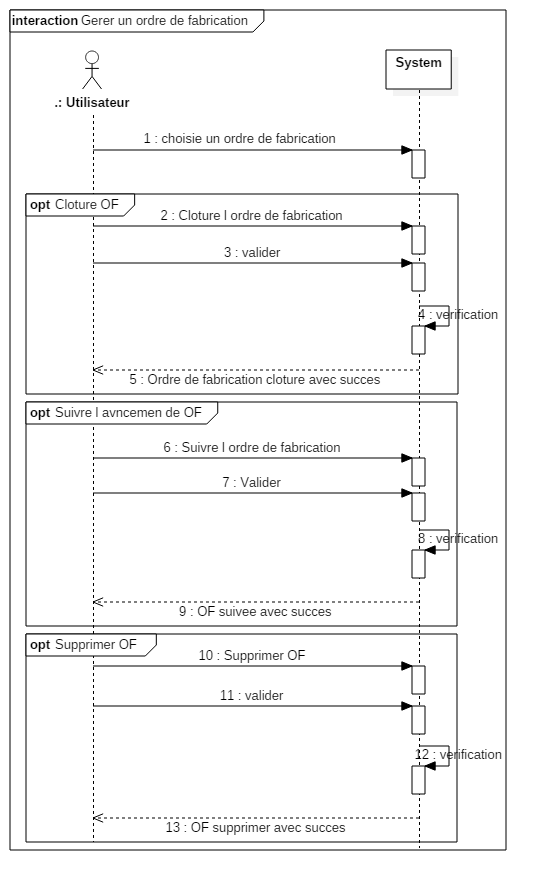 interaction Gerer un ordre de fabrication
System
.: Utilisateur
1 : choisie un ordre de fabrication
opt Cloture OF
2 : Cloture l ordre de fabrication
3 : valider
4 : verification
5 : Ordre de fabrication cloture avec succes
opt Suivre l avncemen de OF
6 : Suivre l ordre de fabrication
7 : Valider
8 : verification
9 : OF suivee avec succes
opt Supprimer OF
10 : Supprimer OF
11 : valider
12 : verification
13 : OF supprimer avec succes